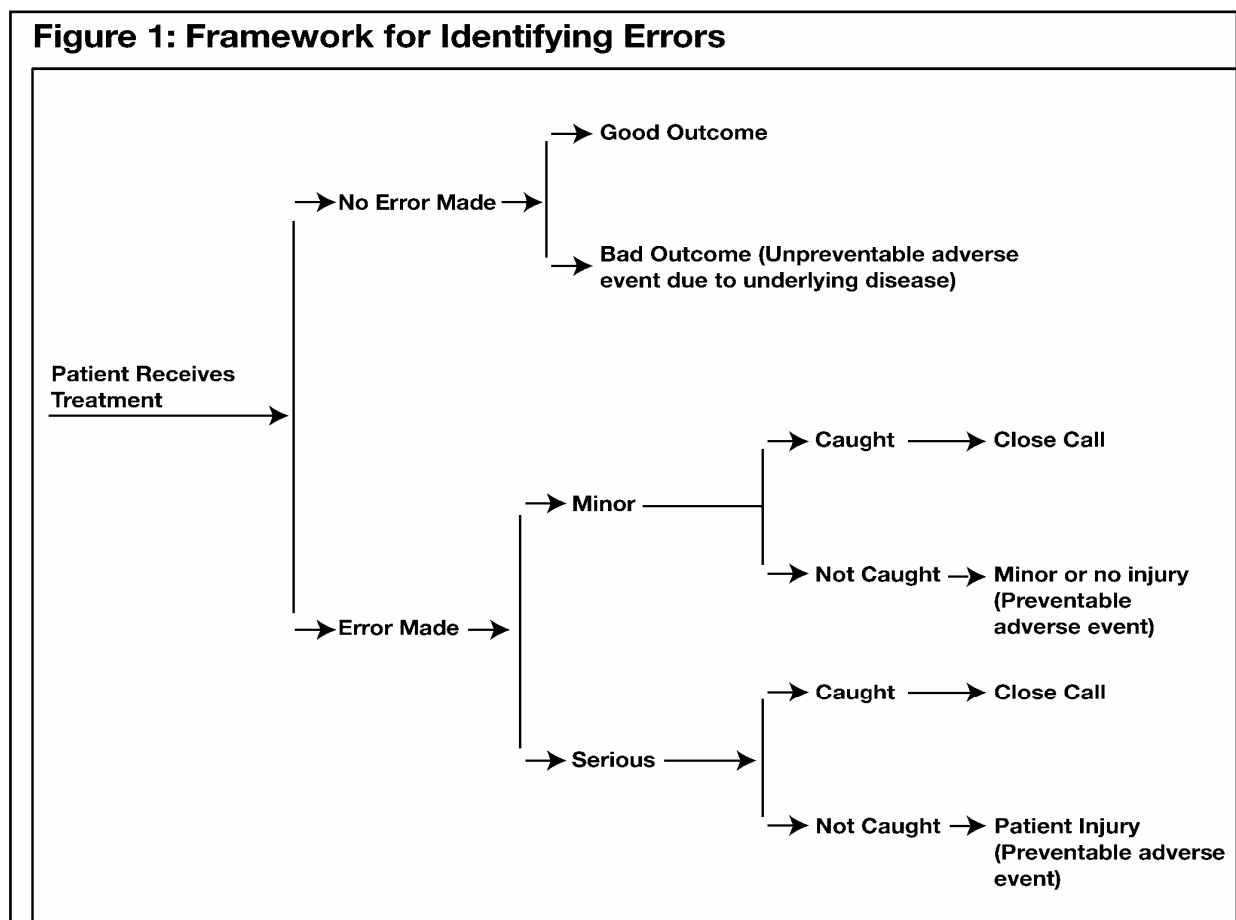 Figure 1: Framework for Identifying Errors
Good Outcome
No Error Made
Bad Outcome (Unpreventable adverse
event due to underlying disease)
Patient Receives
Treatment
Caught
Close Call
Minor
Not Caught
Minor or no injury
(Preventable
adverse event)
Error Made
Caught
Close Call
Serious
Not Caught
Patient Injury
(Preventable adverse
event)